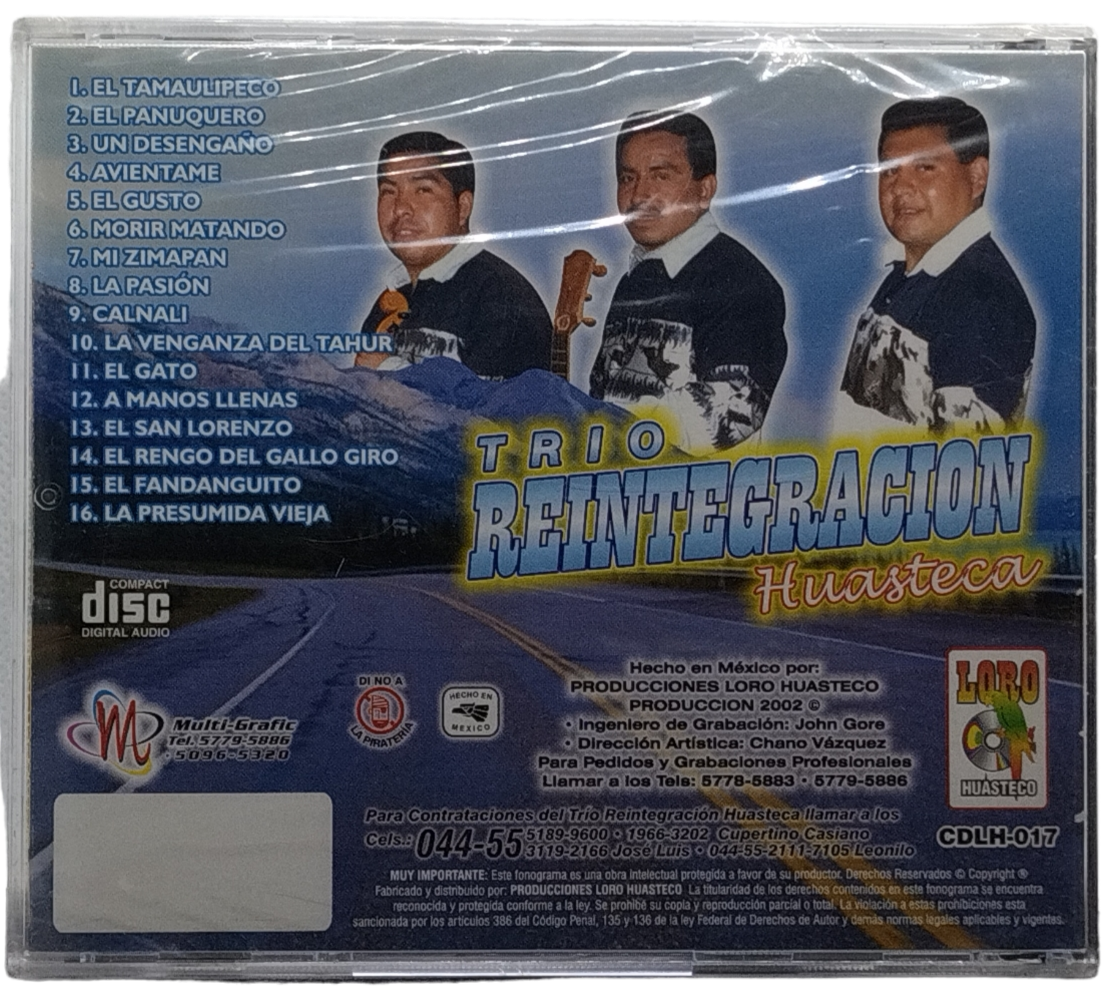 1. EL TAMAULIPECO
2. EL PANUQUERO
3. UN DESENGAÑO
4. AVIENTAME
5. EL GUSTO
6. MORIR MATANDO
7. MI ZIMAPAN
8. LA PASIÓN
9. CALNALI
10. LA VENGANZA DEL TAHUR
11. EL GATO
12. A MANOS LLENAS
13. EL SAN LORENZO
14. EL RENGO DEL GALLO GIRO
15. EL FANDANGUITO
16. LA PRESUMIDA VIEJA
TRIO
REINTEGRACION
Huasteca
COMPACT
disc
DIGITAL AUDIO
M
Multi-Grafic
Tel. 5779-5886
5096-5320
DI NO A
LA PIRATERIA
HECHO EN
MEXICO
Hecho en México por:
PRODUCCIONES LORO HUASTECO
PRODUCCION 2002 ©
• Ingeniero de Grabación: John Gore
• Dirección Artística: Chano Vázquez
Para Pedidos y Grabaciones Profesionales
Llamar a los Tels: 5778-5883 • 5779-5886
LORO
HUASTECO
CDLH-017
Para Contrataciones del Trío Reintegración Huasteca llamar a los
Cels.: 044-55 5189-9600 • 1966-3202 Cupertino Casiano
3119-2166 José Luis • 044-55-2111-7105 Leonilo
MUY IMPORTANTE: Este fonograma es una obra intelectual protegida a favor de su productor. Derechos Reservados © Copyright ®
Fabricado y distribuido por: PRODUCCIONES LORO HUASTECO La titularidad de los derechos contenidos en este fonograma se encuentra
reconocida y protegida conforme a la ley. Se prohibe su copia y reproducción parcial o total. La violación a estas prohibiciones esta
sancionada por los artículos 386 del Código Penal, 135 y 136 de la ley Federal de Derechos de Autor y demás normas legales aplicables y vigentes.